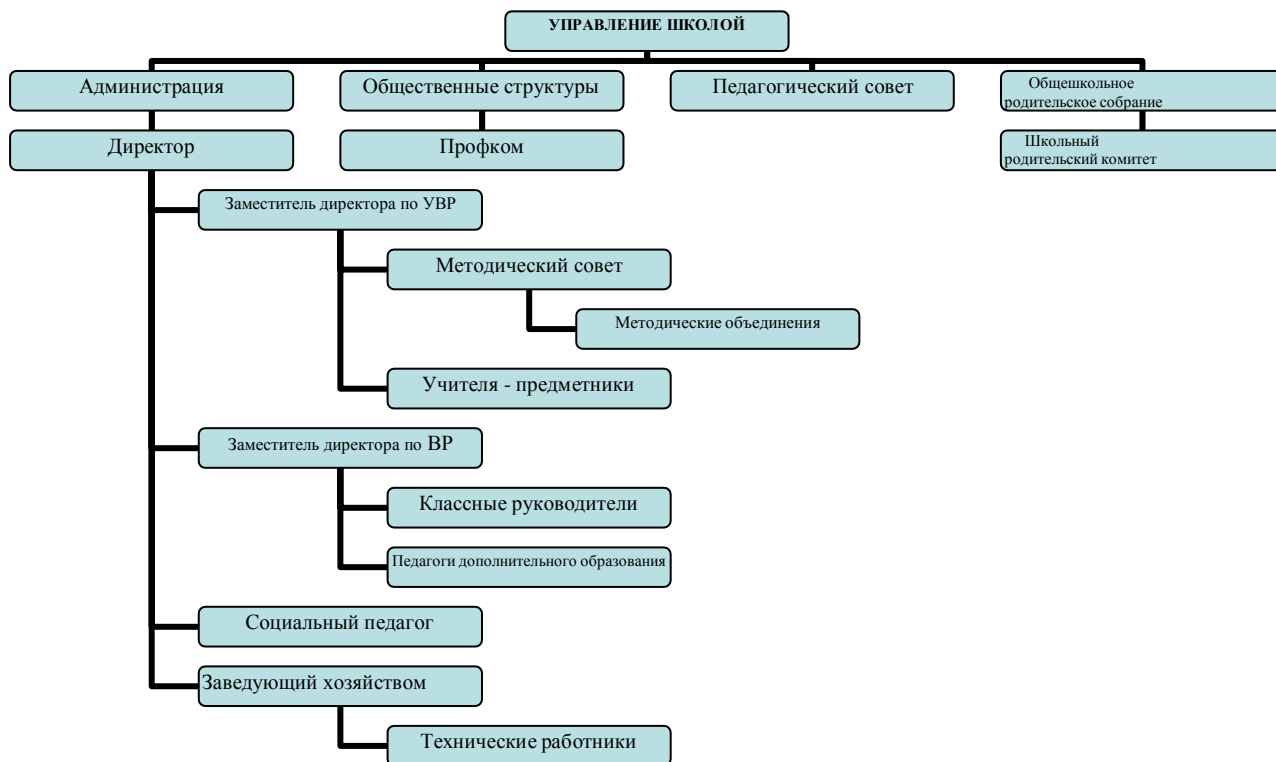 УПРАВЛЕНИЕ ШКОЛОЙ
Администрация
Общественные структуры
Педагогический совет
Общешкольное
родительское собрание
Директор
Профком
Школьный
родительский комитет
Заместитель директора по УВР
Методический совет
Методические объединения
Учителя - предметники
Заместитель директора по ВР
Классные руководители
Педагоги дополнительного образования
Социальный педагог
Заведующий хозяйством
Технические работники